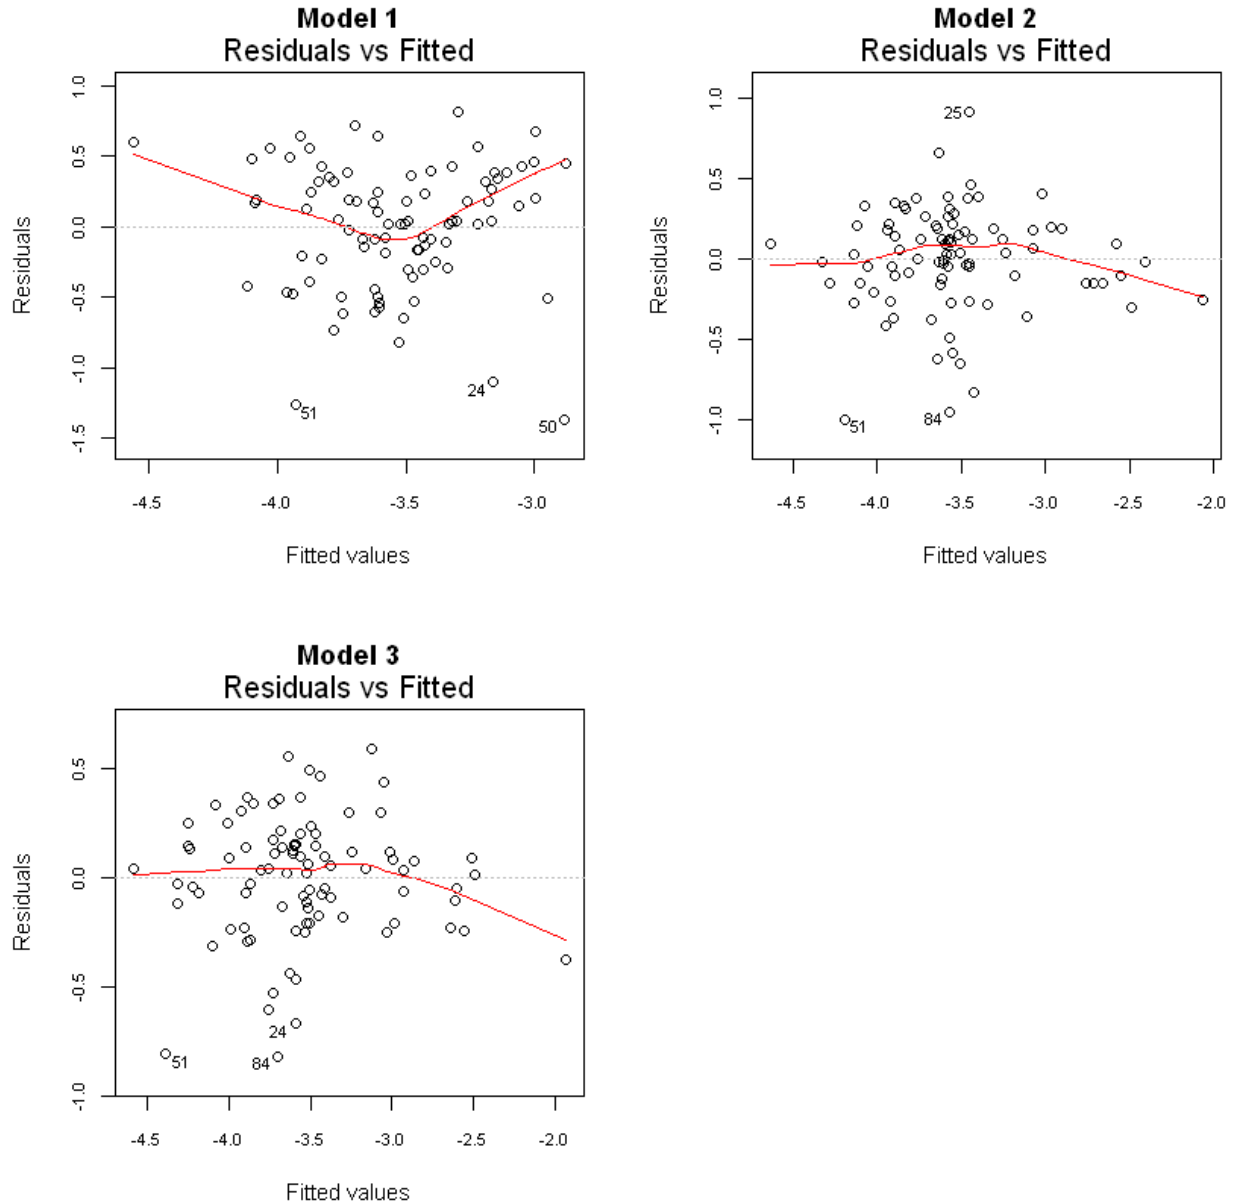 Model 1
Residuals vs Fitted
1.0
0.5
0.0
-0.5
-1.0
-1.5
Residuals
51
24
50
-4.5 -4.0 -3.5 -3.0
Fitted values
Model 2
Residuals vs Fitted
1.0
0.5
0.0
-0.5
-1.0
Residuals
25
51
84
-4.5 -4.0 -3.5 -3.0 -2.5 -2.0
Fitted values
Model 3
Residuals vs Fitted
0.5
0.0
-0.5
-1.0
Residuals
24
51
84
-4.5 -4.0 -3.5 -3.0 -2.5 -2.0
Fitted values